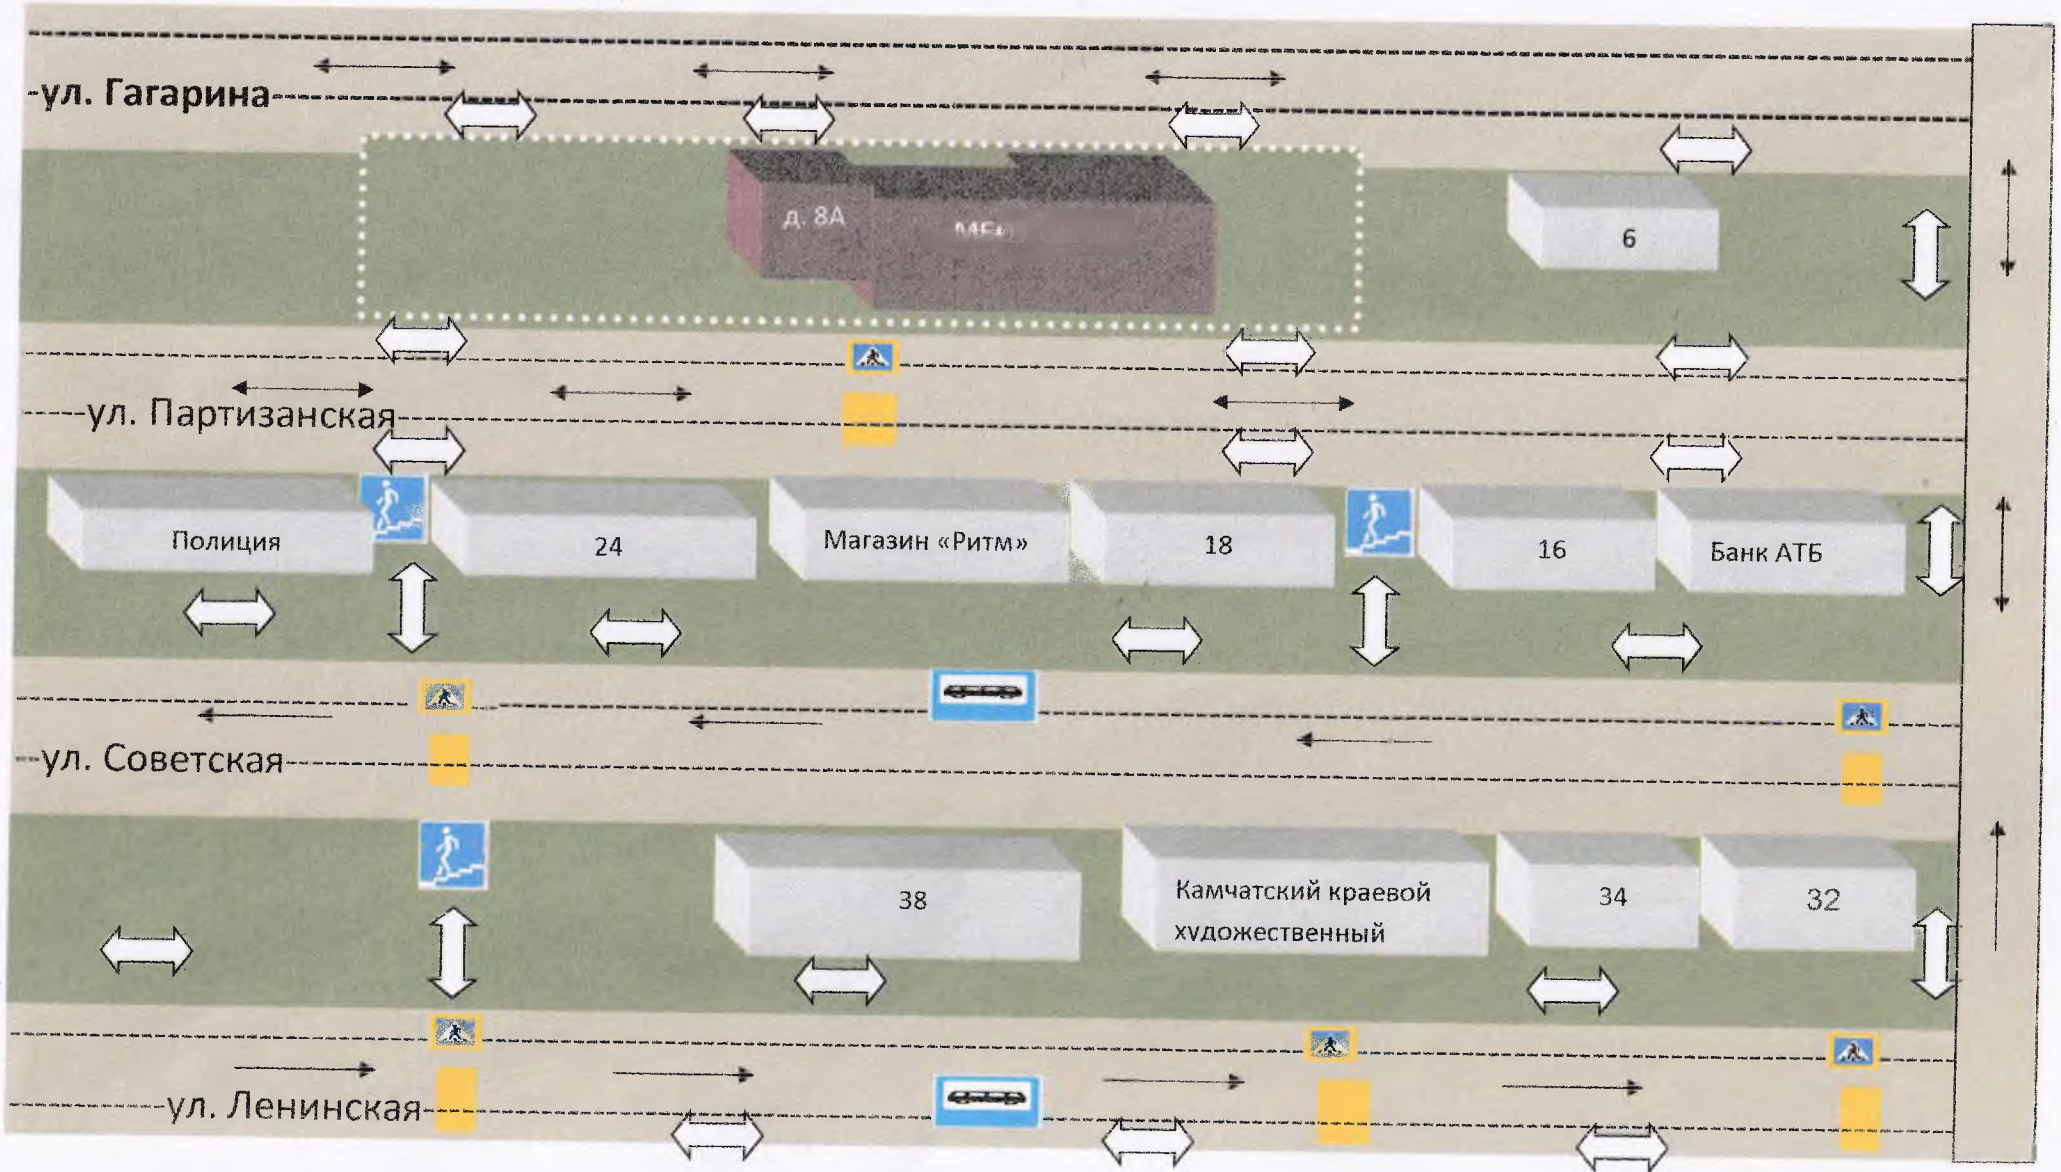 ул. Гагарина
д. 8А
6
ул. Партизанская
Полиция
24
Магазин «Ритм»
18
16
Банк АТБ
ул. Советская
38
Камчатский краевой
художественный
34
32
ул. Ленинская